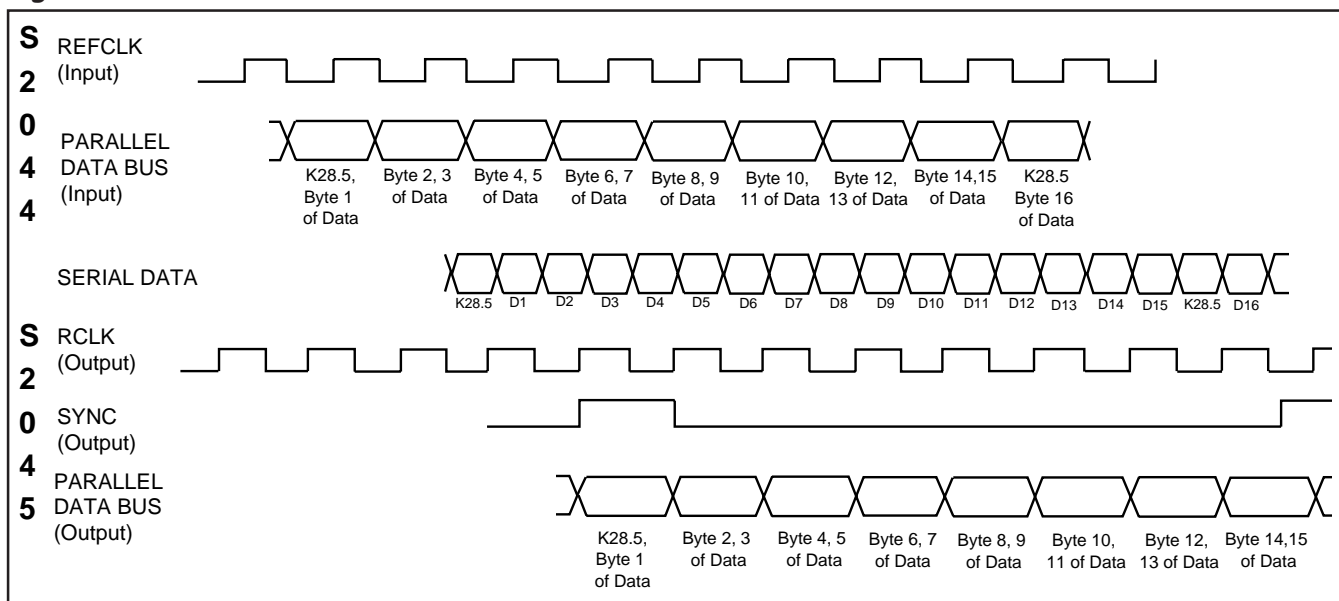 S 2 0 4 4
REFCLK
(Input)
PARALLEL
DATA BUS
(Input)
K28.5,
Byte 1
of Data
Byte 2, 3
of Data
Byte 4, 5
of Data
Byte 6, 7
of Data
Byte 8, 9
of Data
Byte 10,
11 of Data
Byte 12,
13 of Data
Byte 14,15
of Data
K28.5
Byte 16
of Data
SERIAL DATA
K28.5 D1 D2 D3 D4 D5 D6 D7 D8 D9 D10 D11 D12 D13 D14 D15 K28.5 D16
S 2 0 4 5
RCLK
(Output)
SYNC
(Output)
PARALLEL
DATA BUS
(Output)
K28.5,
Byte 1
of Data
Byte 2, 3
of Data
Byte 4, 5
of Data
Byte 6, 7
of Data
Byte 8, 9
of Data
Byte 10,
11 of Data
Byte 12,
13 of Data
Byte 14,15
of Data